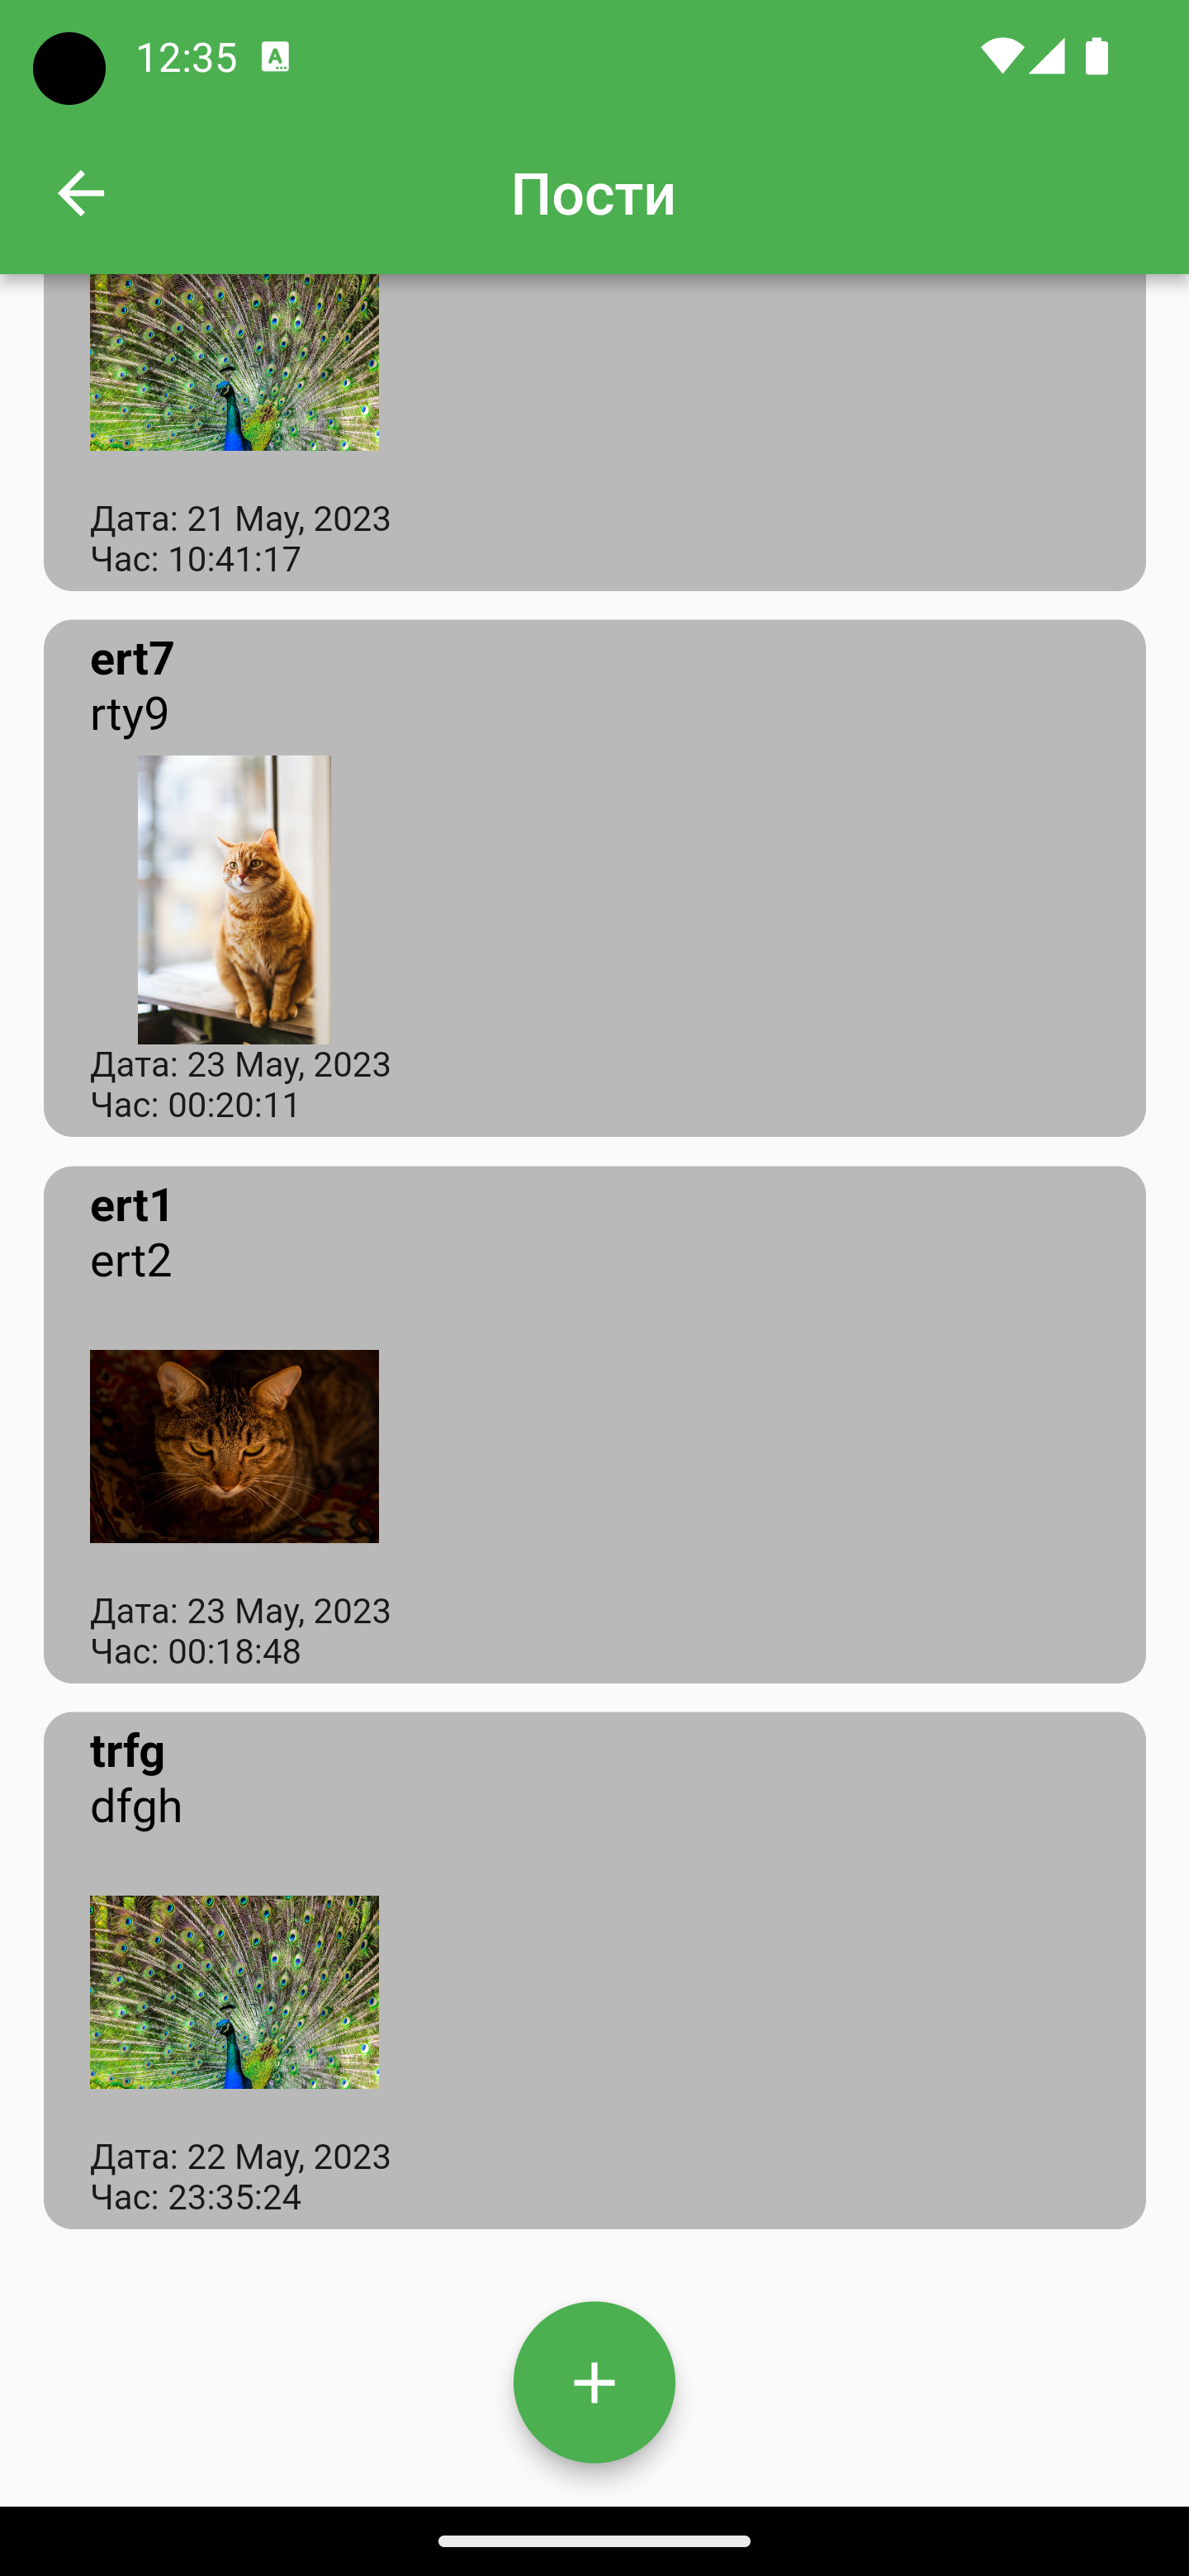 12:35
Пости
Дата: 21 May, 2023
Час: 10:41:17
ert7
rty9
Дата: 23 May, 2023
Час: 00:20:11
ert1
ert2
Дата: 23 May, 2023
Час: 00:18:48
trfg
dfgh
Дата: 22 May, 2023
Час: 23:35:24